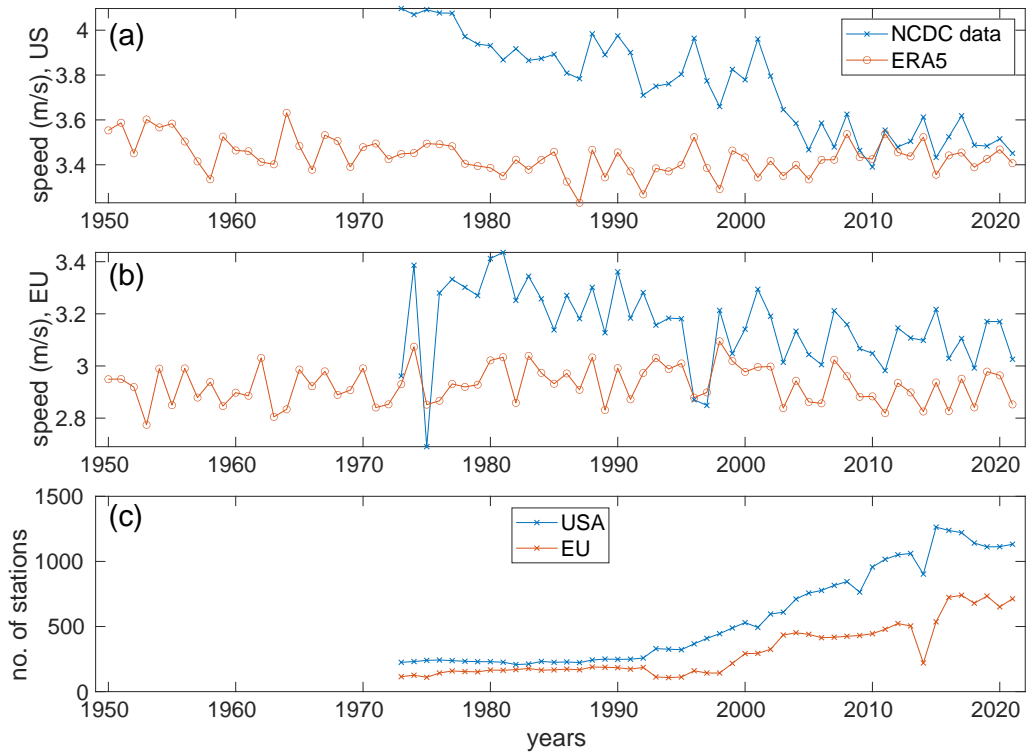 (a)
speed (m/s), US
4
3.8
3.6
3.4
NCDC data
ERA5
1950 1960 1970 1980 1990 2000 2010 2020
(b)
speed (m/s), EU
3.4
3.2
3
2.8
1950 1960 1970 1980 1990 2000 2010 2020
(c)
no. of stations
1500
1000
500
0
USA
EU
1950 1960 1970 1980 1990 2000 2010 2020
years